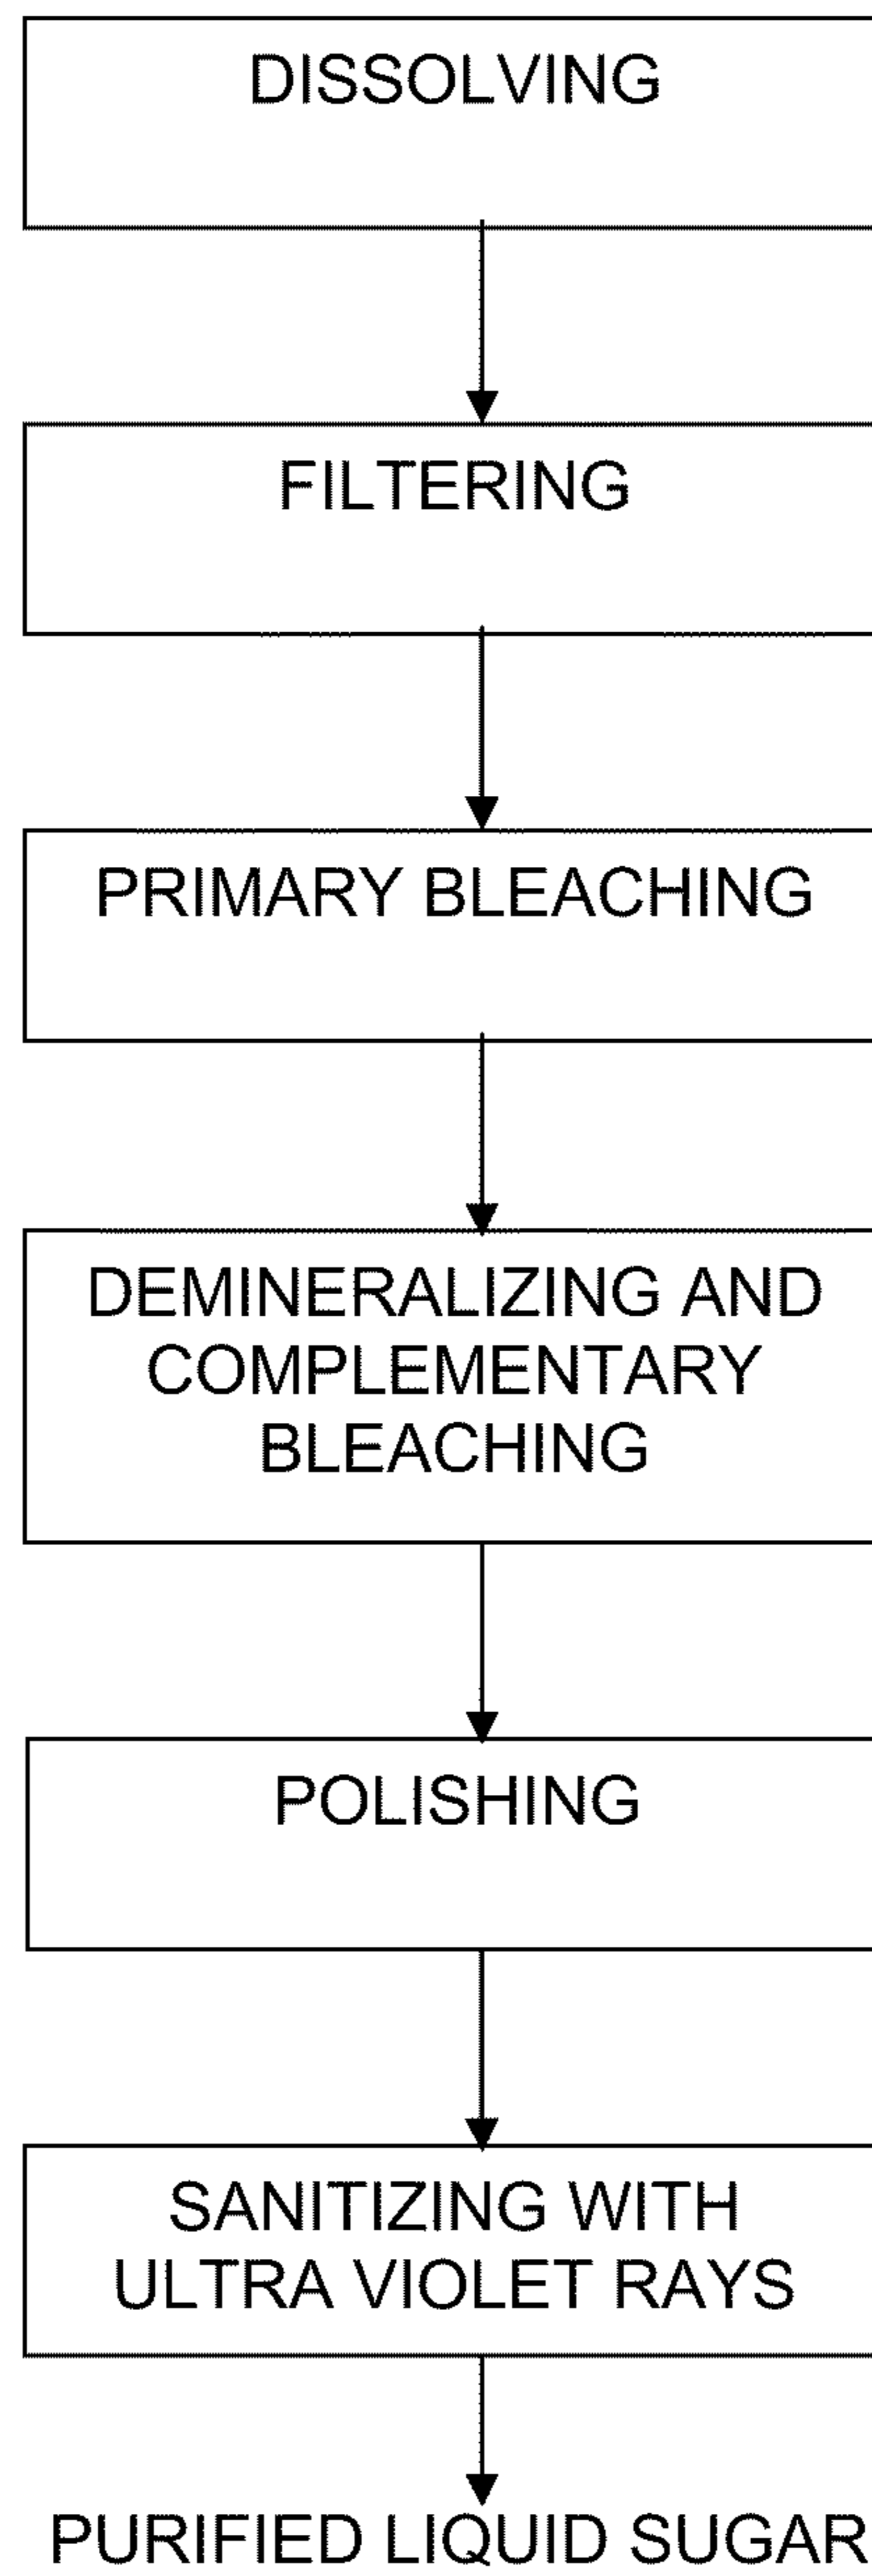 DISSOLVING
FILTERING
PRIMARY BLEACHING
DEMINERALIZING AND
COMPLEMENTARY
BLEACHING
POLISHING
SANITIZING WITH
ULTRA VIOLET RAYS
PURIFIED LIQUID SUGAR